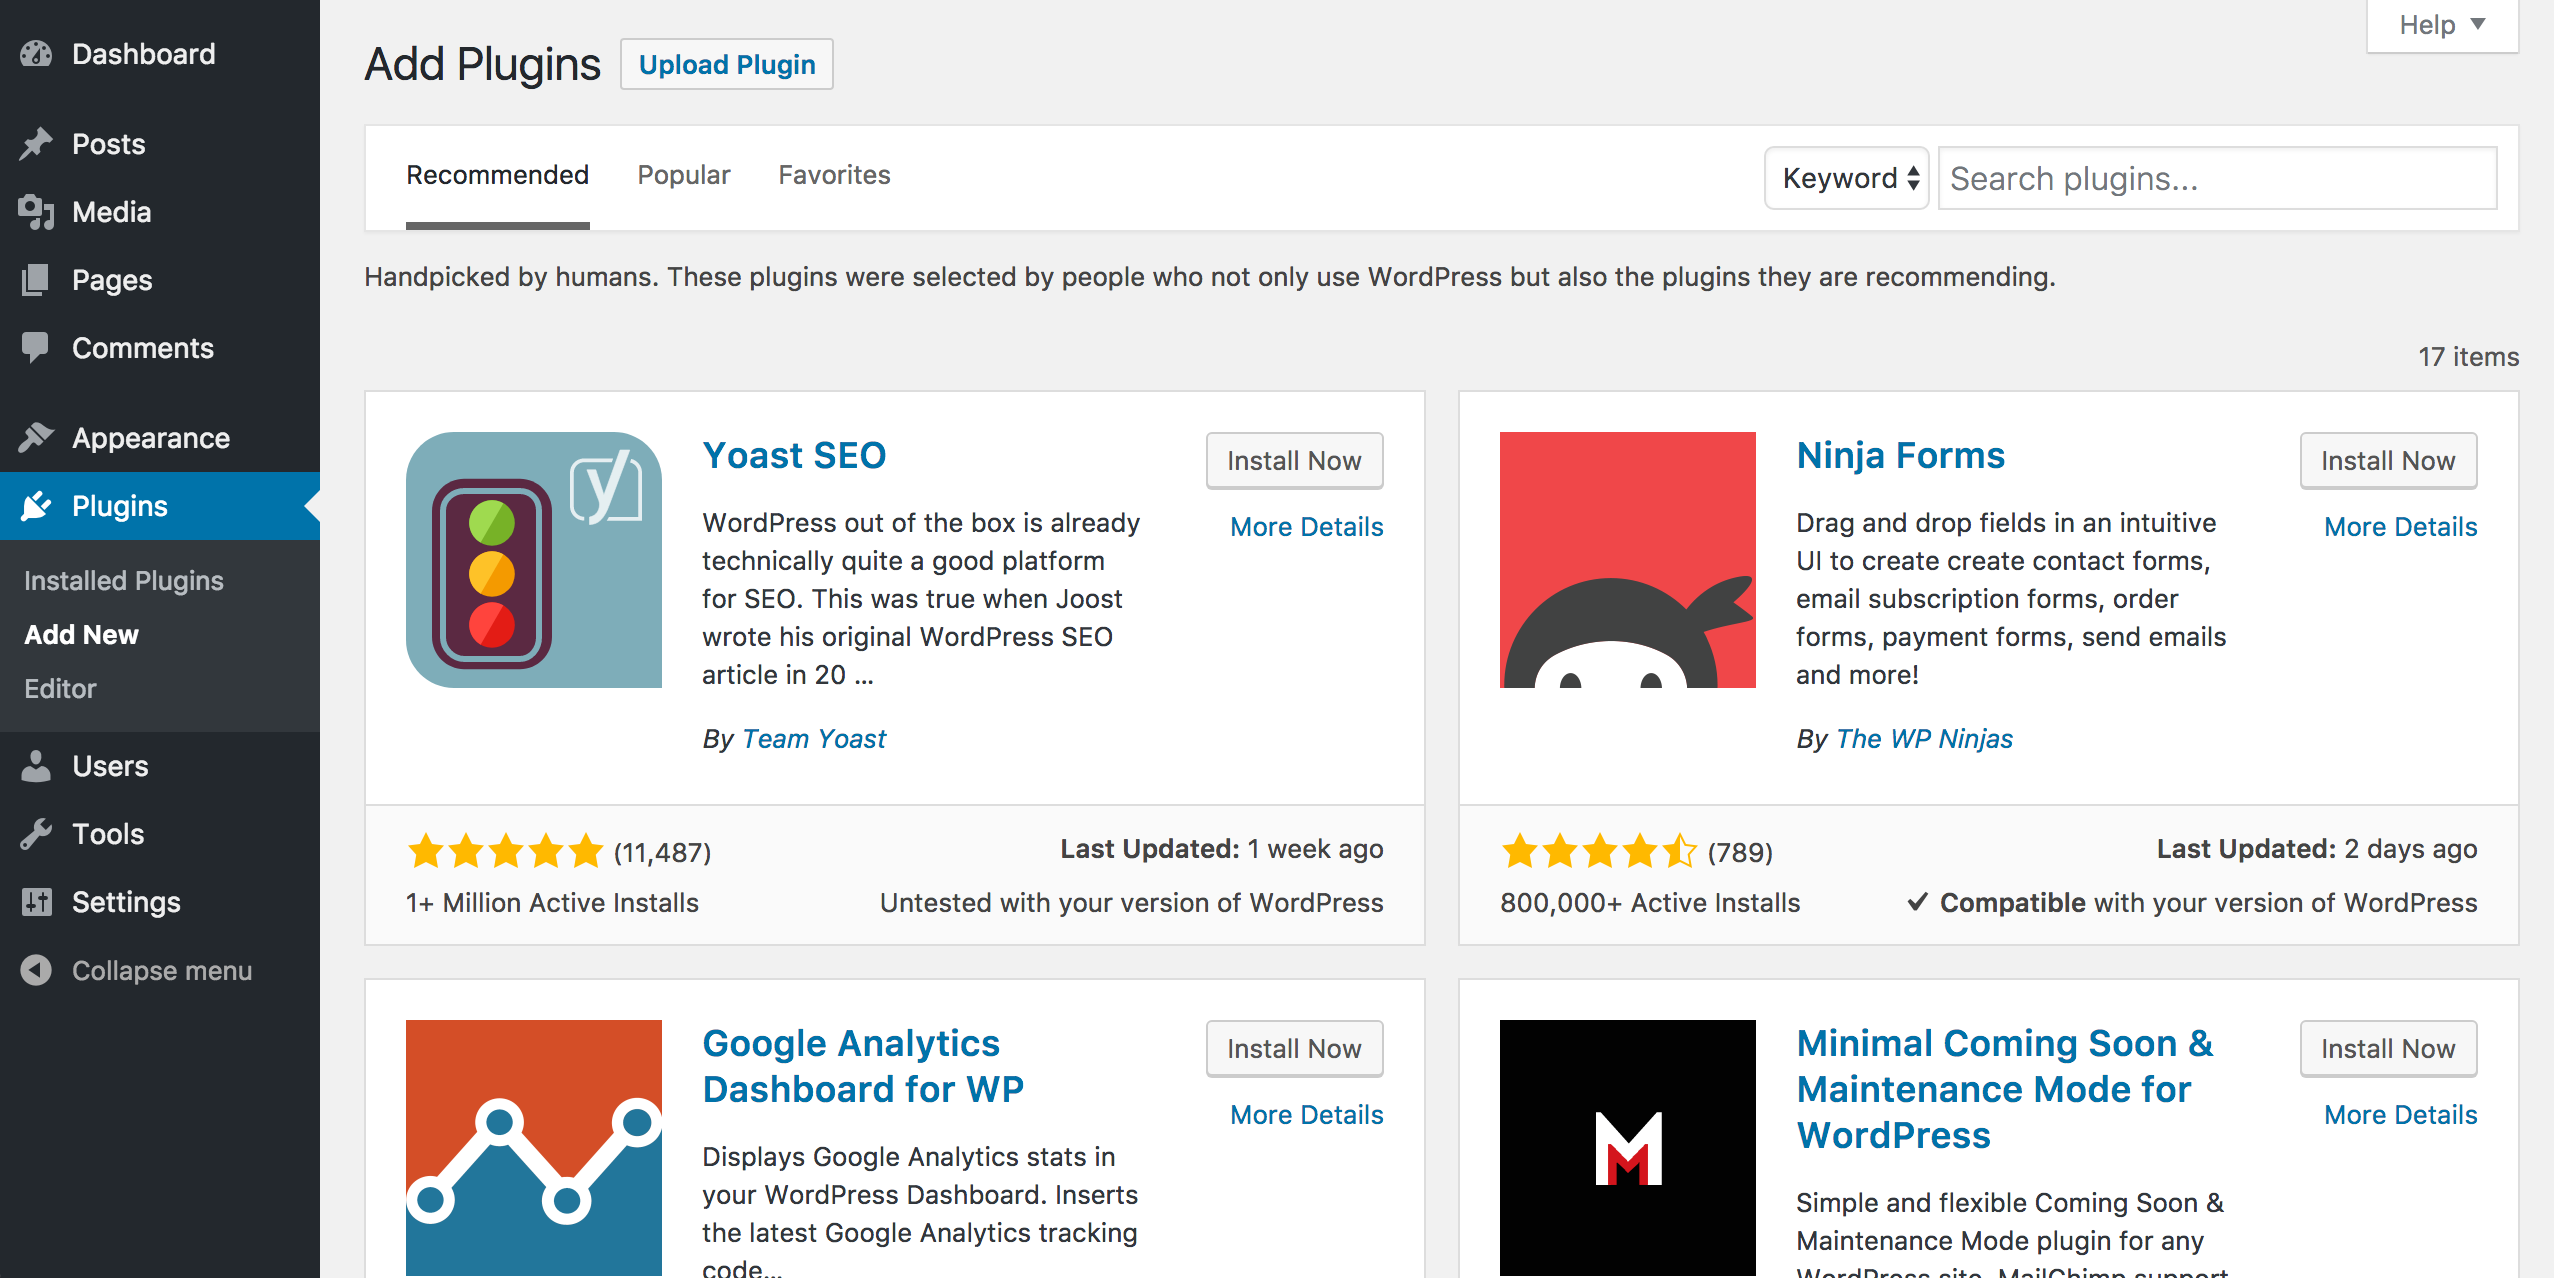 Dashboard
Posts
Media
Pages
Comments
Appearance
Plugins
Installed Plugins
Add New
Editor
Users
Tools
Settings
Collapse menu
Help
Add Plugins
Upload Plugin
Recommended
Popular
Favorites
Keyword
Search plugins...
Handpicked by humans. These plugins were selected by people who not only use WordPress but also the plugins they are recommending.
17 items
Yoast SEO
Install Now
More Details
WordPress out of the box is already
technically quite a good platform
for SEO. This was true when Joost
wrote his original WordPress SEO
article in 20 ...
By Team Yoast
(11,487)
Last Updated: 1 week ago
1+ Million Active Installs
Untested with your version of WordPress
Ninja Forms
Install Now
More Details
Drag and drop fields in an intuitive
UI to create create contact forms,
email subscription forms, order
forms, payment forms, send emails
and more!
By The WP Ninjas
(789)
Last Updated: 2 days ago
800,000+ Active Installs
✔ Compatible with your version of WordPress
Google Analytics
Dashboard for WP
Install Now
More Details
Displays Google Analytics stats in
your WordPress Dashboard. Inserts
the latest Google Analytics tracking
code...
M
Minimal Coming Soon &
Maintenance Mode for
WordPress
Install Now
More Details
Simple and flexible Coming Soon &
Maintenance Mode plugin for any
WordPress site. MailChimp support